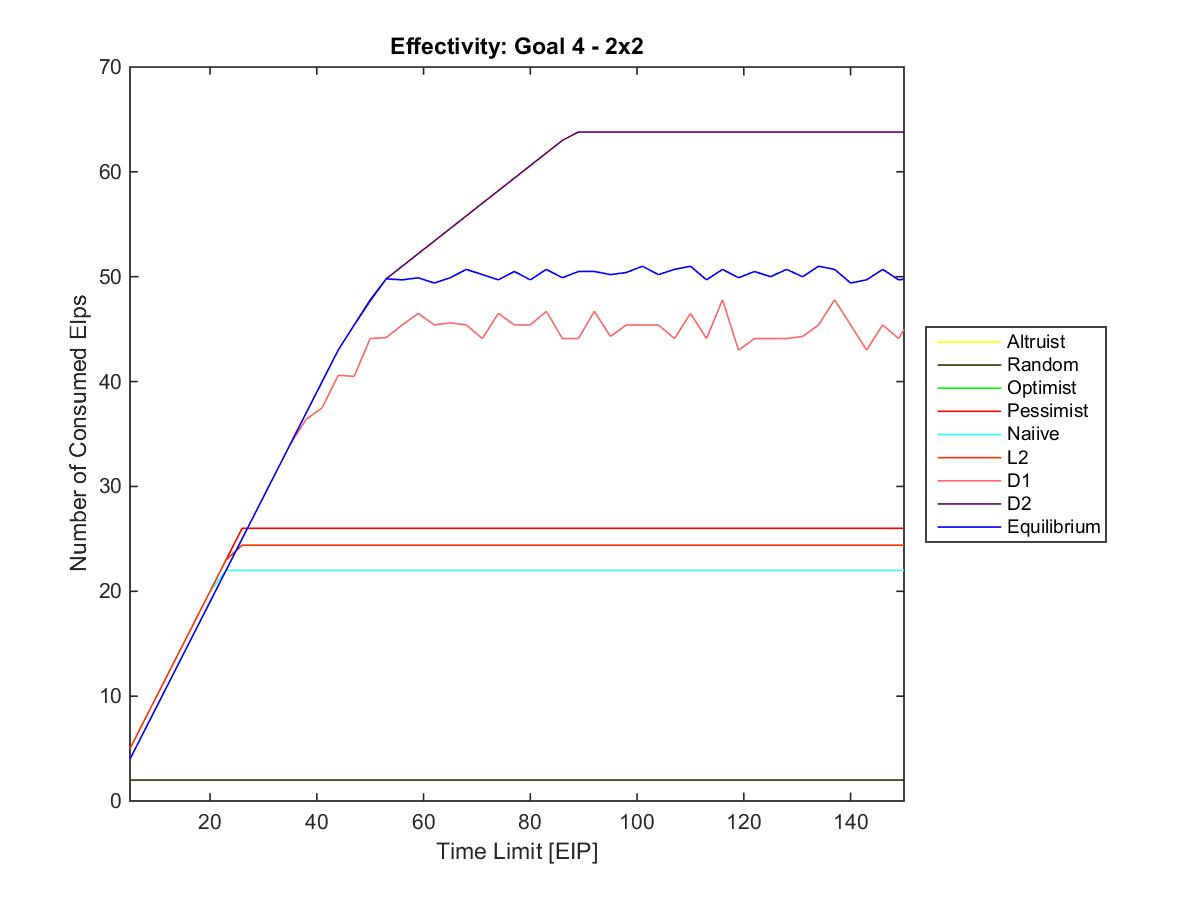 Effectivity: Goal 4 - 2x2
70
60
50
40
30
20
10
0
Number of Consumed EIps
20 40 60 80 100 120 140
Time Limit [EIP]
Altruist
Random
Optimist
Pessimist
Naiive
L2
D1
D2
Equilibrium